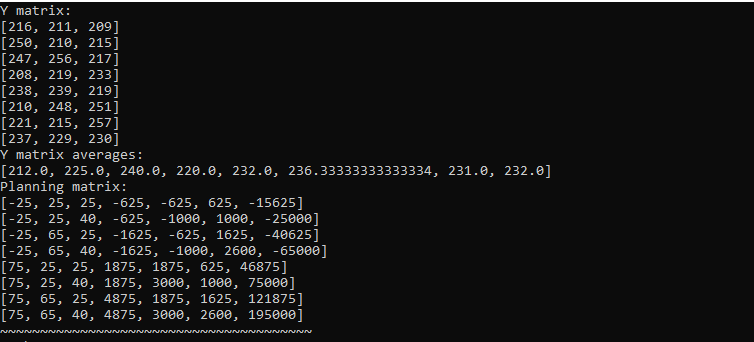 Y matrix:
[216, 211, 209]
[250, 210, 215]
[247, 256, 217]
[208, 219, 233]
[238, 239, 219]
[210, 248, 251]
[221, 215, 257]
[237, 229, 230]
Y matrix averages:
[212.0, 225.0, 240.0, 220.0, 232.0, 236.33333333333334, 231.0, 232.0]
Planning matrix:
[-25, 25, 25, -625, -625, 625, -15625]
[-25, 25, 40, -625, -1000, 1000, -25000]
[-25, 65, 25, -1625, -625, 1625, -40625]
[-25, 65, 40, -1625, -1000, 2600, -65000]
[75, 25, 25, 1875, 1875, 625, 46875]
[75, 25, 40, 1875, 3000, 1000, 75000]
[75, 65, 25, 4875, 1875, 1625, 121875]
[75, 65, 40, 4875, 3000, 2600, 195000]
~~~~~~~~~~~~~~~~~~~~~~~~~~~~~~~~~~~~~~~